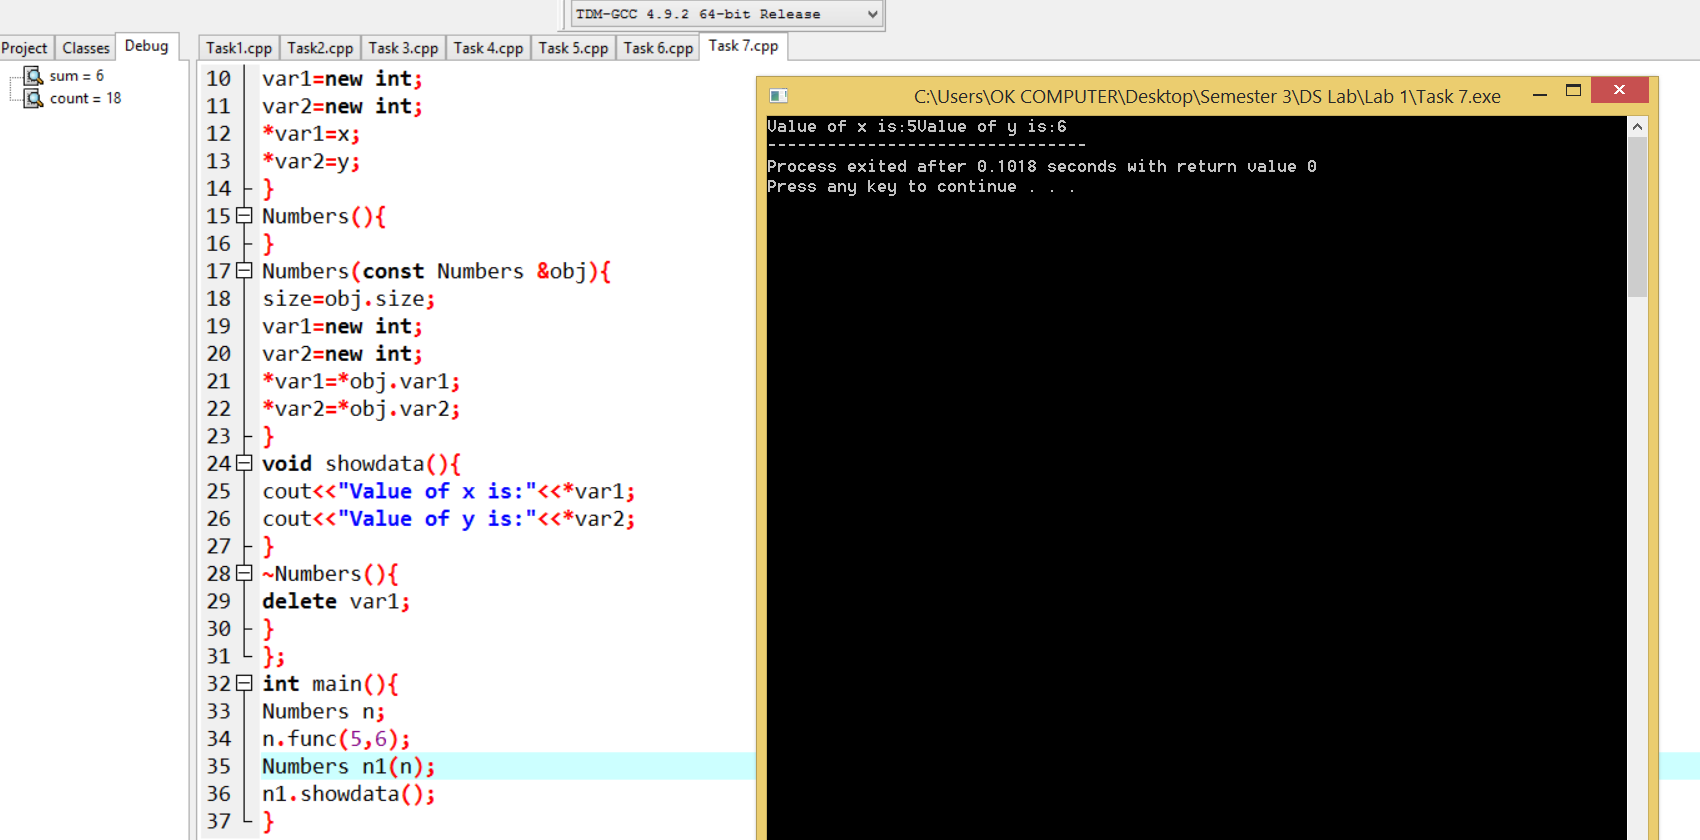 TDM-GCC 4.9.2 64-bit Release
Project Classes Debug
Task1.cpp Task2.cpp Task 3.cpp Task 4.cpp Task 5.cpp Task 6.cpp Task 7.cpp
sum = 6
count = 18
10 var1=new int;
11 var2=new int;
12 *var1=x;
13 *var2=y;
14 }
15 Numbers(){
16 }
17 Numbers(const Numbers &obj){
18 size=obj.size;
19 var1=new int;
20 var2=new int;
21 *var1=*obj.var1;
22 *var2=*obj.var2;
23 }
24 void showdata(){
25 cout<<"Value of x is:"<<*var1;
26 cout<<"Value of y is:"<<*var2;
27 }
28 ~Numbers(){
29 delete var1;
30 }
31 };
32 int main(){
33 Numbers n;
34 n.func(5,6);
35 Numbers n1(n);
36 n1.showdata();
37 }
C:\Users\OK COMPUTER\Desktop\Semester 3\DS Lab\Lab 1\Task 7.exe
Value of x is:5Value of y is:6
--------------------------------
Process exited after 0.1018 seconds with return value 0
Press any key to continue . . .